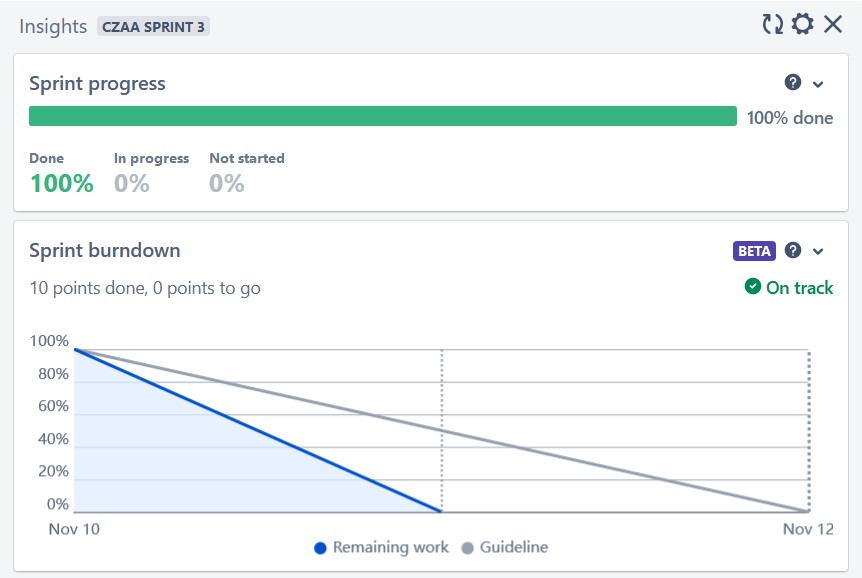 Insights CZAA SPRINT 3
Sprint progress
100% done
Done In progress Not started
100% 0% 0%
Sprint burndown BETA
10 points done, 0 points to go On track
100%
80%
60%
40%
20%
0%
Nov 10 Nov 12
Remaining work Guideline